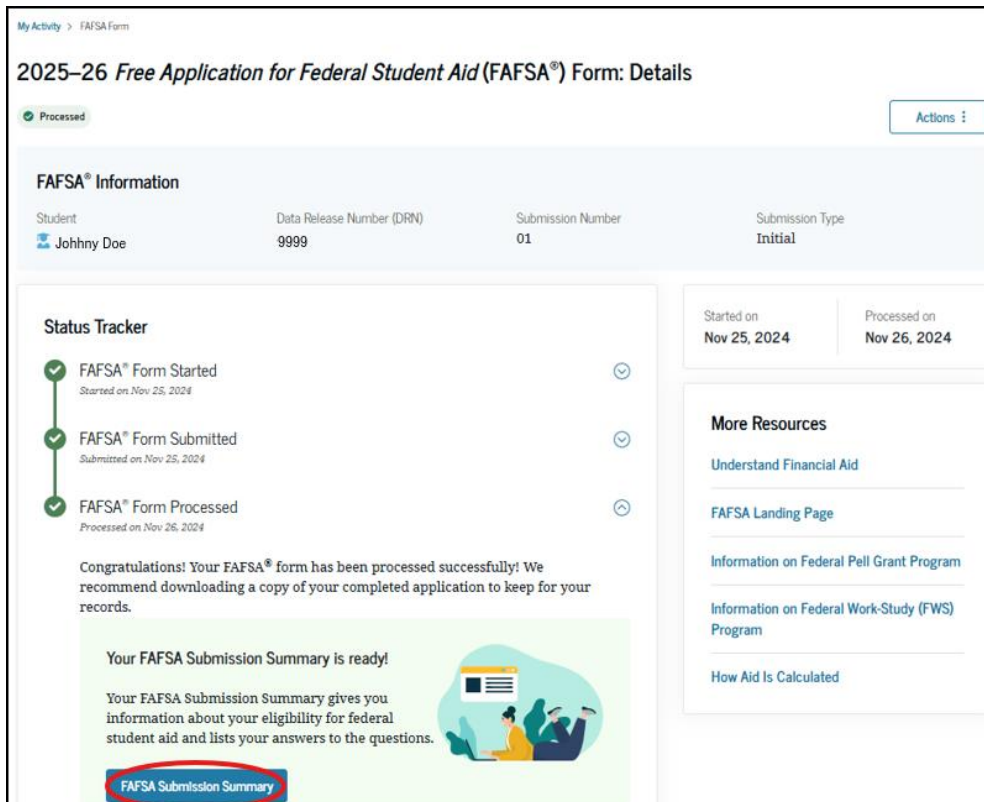 My Activity > FAFSA Form
2025–26 Free Application for Federal Student Aid (FAFSA®) Form: Details
Processed
Actions
FAFSA® Information
Student
Johhny Doe
Data Release Number (DRN)
9999
Submission Number
01
Submission Type
Initial
Status Tracker
FAFSA® Form Started
Started on Nov 25, 2024
FAFSA® Form Submitted
Submitted on Nov 25, 2024
FAFSA® Form Processed
Processed on Nov 26, 2024
Congratulations! Your FAFSA® form has been processed successfully! We
recommend downloading a copy of your completed application to keep for your
records.
Your FAFSA Submission Summary is ready!
Your FAFSA Submission Summary gives you
information about your eligibility for federal
student aid and lists your answers to the questions.
FAFSA Submission Summary
Started on
Nov 25, 2024
Processed on
Nov 26, 2024
More Resources
Understand Financial Aid
FAFSA Landing Page
Information on Federal Pell Grant Program
Information on Federal Work-Study (FWS)
Program
How Aid Is Calculated